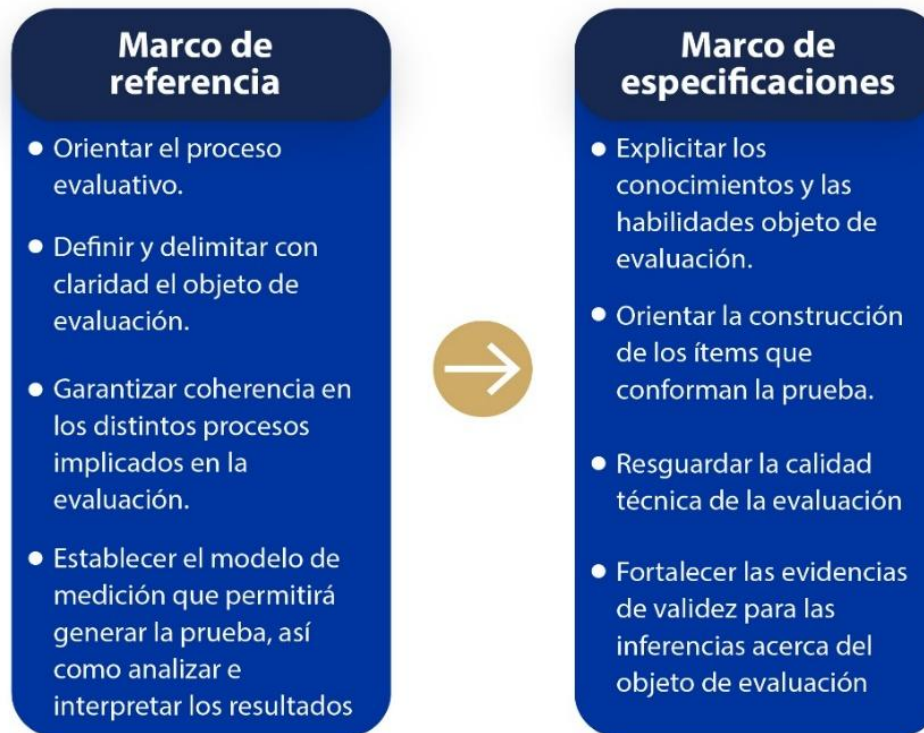 Marco de
referencia
● Orientar el proceso
evaluativo.
● Definir y delimitar con
claridad el objeto de
evaluación.
● Garantizar coherencia en
los distintos procesos
implicados en la
evaluación.
● Establecer el modelo de
medición que permitirá
generar la prueba, así
como analizar e
interpretar los resultados
Marco de
especificaciones
● Explicitar los
conocimientos y las
habilidades objeto de
evaluación.
● Orientar la construcción
de los ítems que
conforman la prueba.
● Resguardar la calidad
técnica de la evaluación
● Fortalecer las evidencias
de validez para las
inferencias acerca del
objeto de evaluación